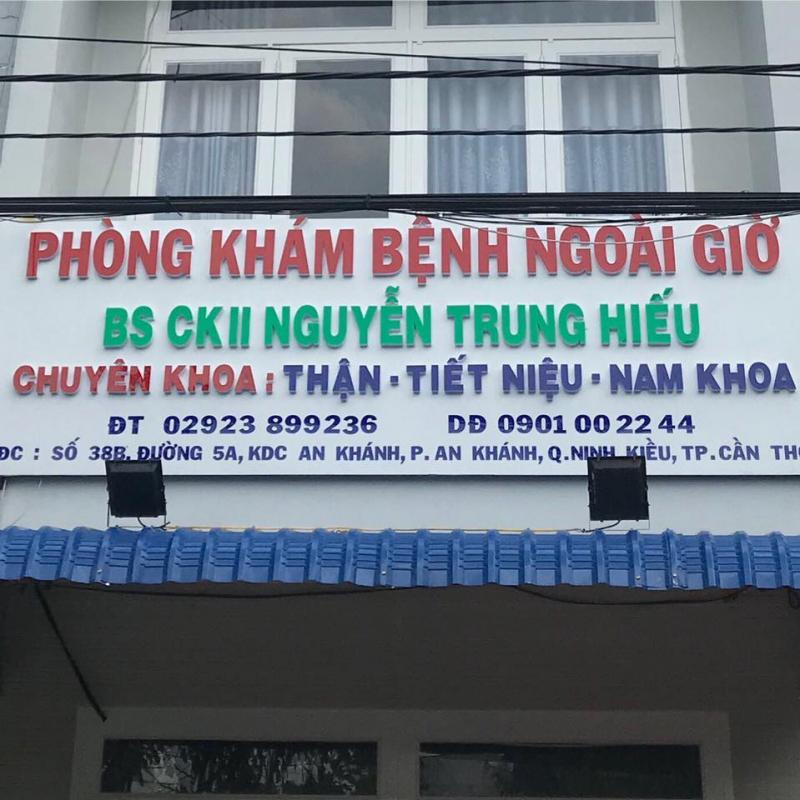 PHÒNG KHÁM BỆNH NGOÀI GIỜ
BS CKII NGUYỄN TRUNG HIẾU
CHUYÊN KHOA : THẬN - TIẾT NIỆU - NAM KHOA
ĐT 02923 899236 DĐ 0901 00 22 44
ĐC : SỐ 38B, ĐƯỜNG 5A, KDC AN KHÁNH, P. AN KHÁNH, Q. NINH KIỀU, TP. CẦN THƠ